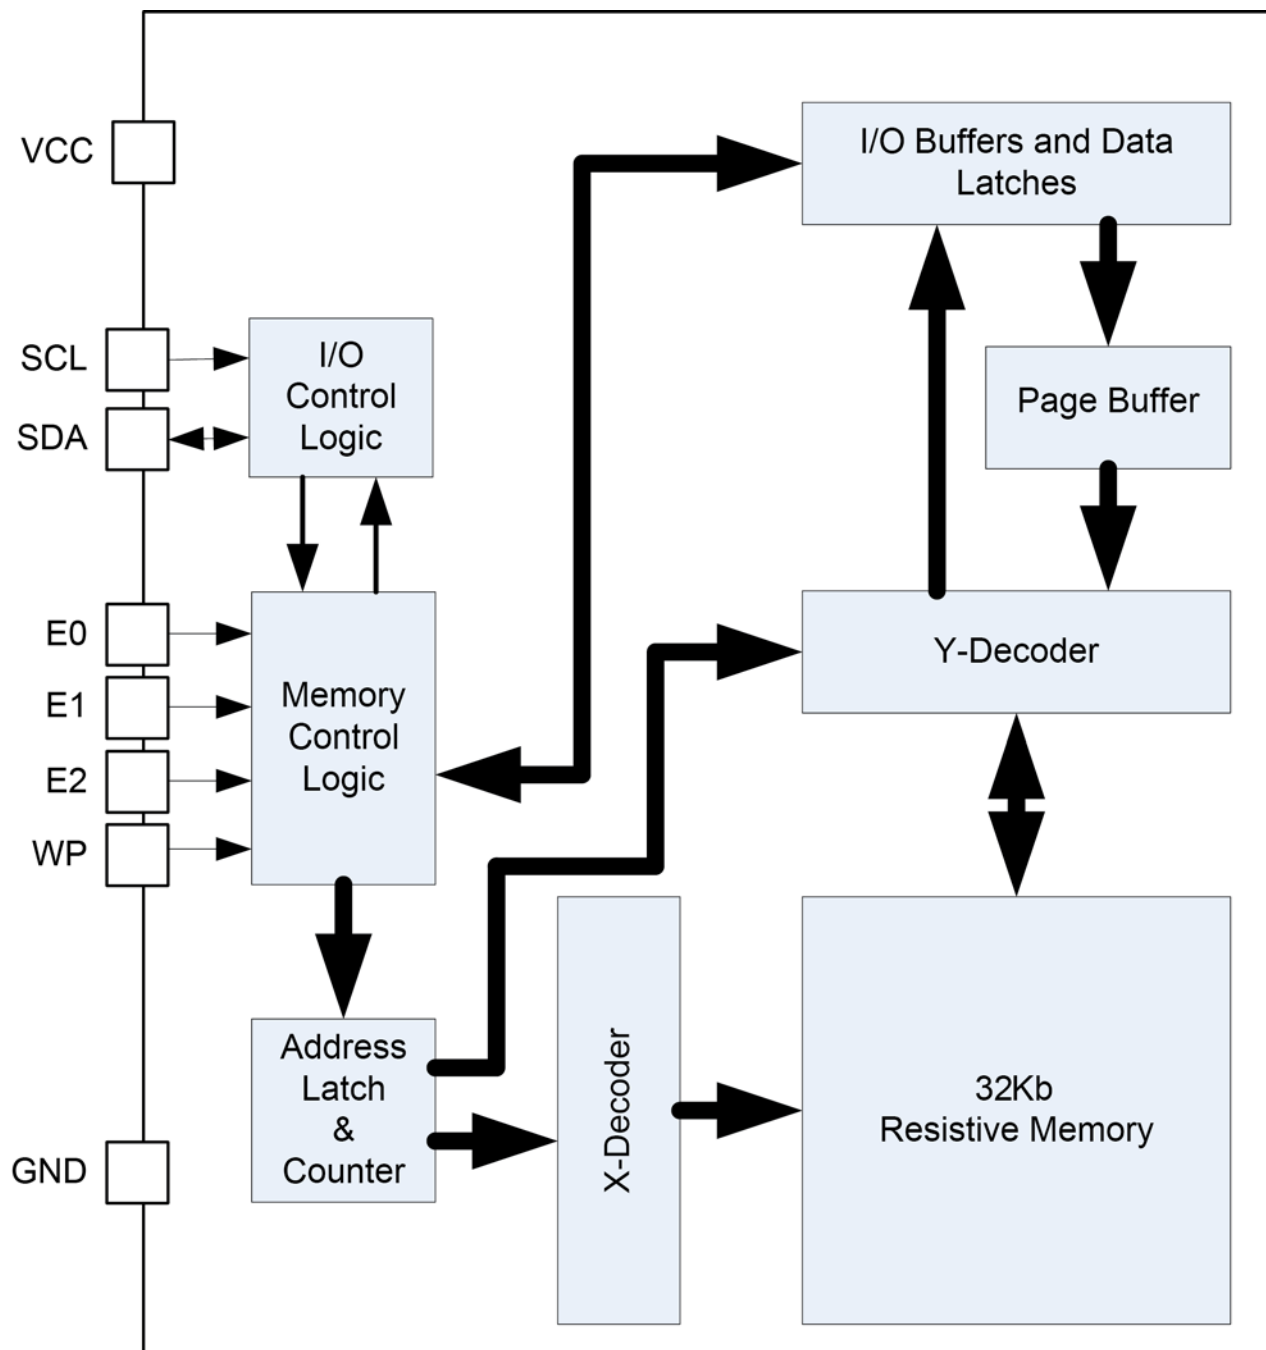 VCC
I/O Buffers and Data
Latches
SCL
SDA
I/O
Control
Logic
Page Buffer
E0
E1
E2
WP
Memory
Control
Logic
Y-Decoder
GND
Address
Latch
&
Counter
X-Decoder
32Kb
Resistive Memory